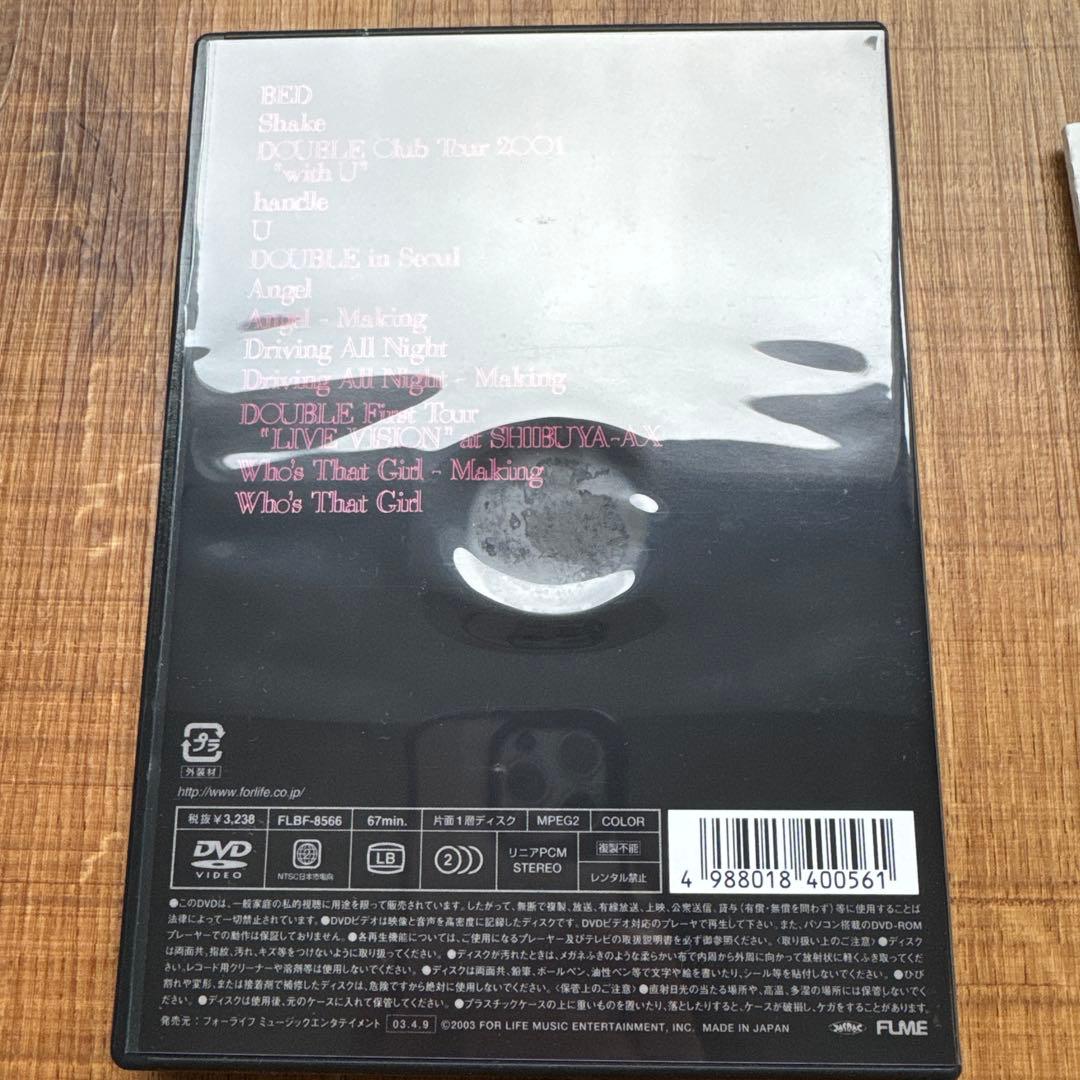 BED
Shake
DOUBLE Club Tour 2001
"with U"
handle
U
DOUBLE in Seoul
Angel
Angel - Making
Driving All Night
Driving All Night - Making
DOUBLE First Tour
"LIVE VISION" at SHIBUYA-AX
Who's That Girl - Making
Who's That Girl
プラ
外装材
http://www.forlife.co.jp/
税抜¥3,238 FLBF-8566 67min. 片面1層ディスク MPEG2 COLOR
DVD VIDEO 2 NTSC日本市場向 LB 2 リニアPCM STEREO 複製不能 レンタル禁止
4 988018 400561
●このDVDは、一般家庭の私的視聴に用途を限って販売されています。したがって、無断で複製、放送、有線放送、上映、公衆送信、貸与(有償・無償を問わず)等に使用することは
法律によって一切禁止されています。●DVDビデオは映像と音声を高密度に記録したディスクです。DVDビデオ対応のプレーヤで再生して下さい。また、パソコン搭載のDVD-ROM
プレーヤーでの動作は保証しておりません。●各再生機能については、ご使用になるプレーヤー及びテレビの取扱説明書を必ず御参照ください。〈取り扱い上のご注意〉●ディスク
は両面共、指紋、汚れ、キズ等をつけないように取り扱ってください。●ディスクが汚れたときは、メガネふきのような柔らかい布で内周から外周に向かって放射状に軽くふき取ってく
ださい。レコード用クリーナーや溶剤等は使用しないでください。●ディスクは両面共、鉛筆、ボールペン、油性ペン等で文字や絵を書いたり、シール等を貼付しないでください。●ひび
割れや変形、または接着剤で補修したディスクは、危険ですから絶対に使用しないでください。〈保管上のご注意〉●直射日光の当たる場所や、高温、多湿の場所には保管しないでく
ださい。●ディスクは使用後、元のケースに入れて保管してください。●プラスチックケースの上に重いものを置いたり、落としたりすると、ケースが破損し、ケガをすることがあります。
発売元:フォーライフ ミュージックエンタテイメント 03.4.9 ©2003 FOR LIFE MUSIC ENTERTAINMENT, INC. MADE IN JAPAN FLME